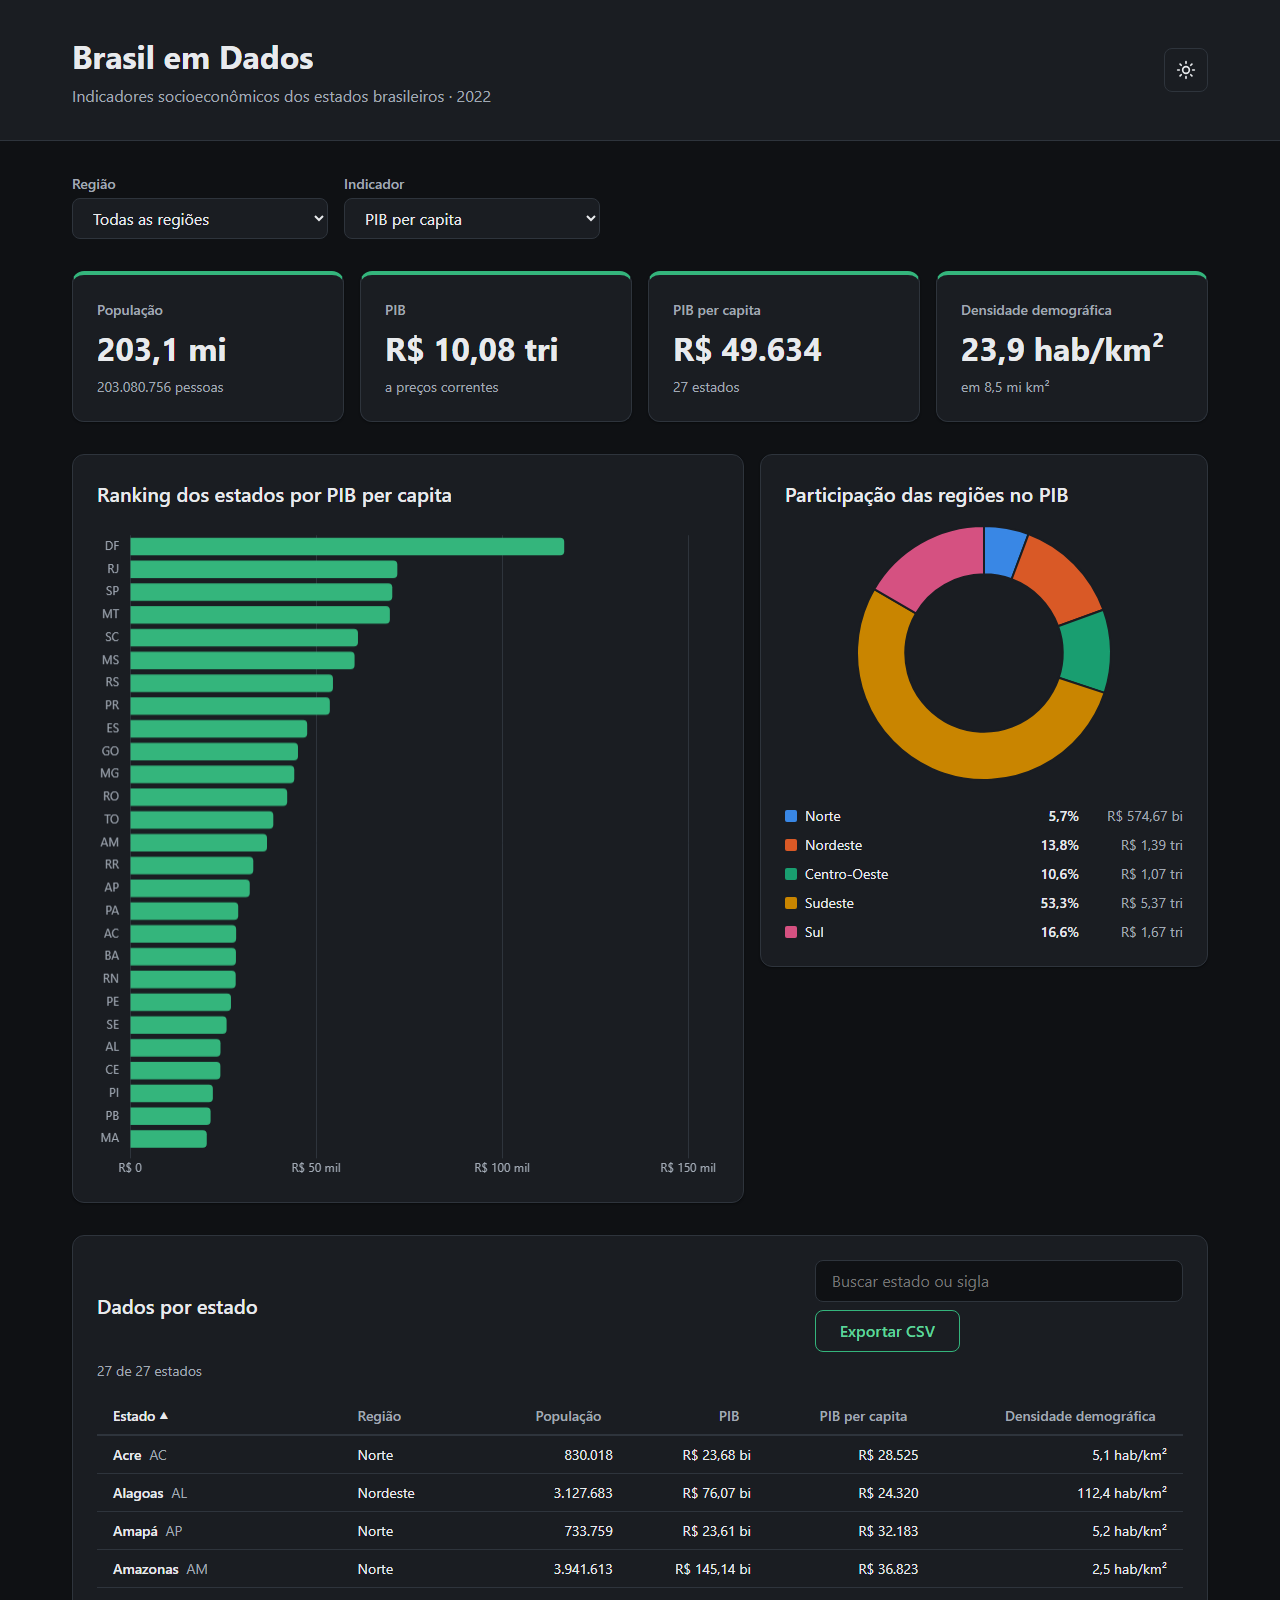 Brasil em Dados
Indicadores socioeconômicos dos estados brasileiros · 2022
Região
Indicador
Todas as regiões
PIB per capita
População
203,1 mi
203.080.756 pessoas
PIB
R$ 10,08 tri
a preços correntes
PIB per capita
R$ 49.634
27 estados
Densidade demográfica
23,9 hab/km²
em 8,5 mi km²
Ranking dos estados por PIB per capita
DF
RJ
SP
MT
SC
MS
RS
PR
ES
GO
MG
RO
TO
AM
RR
AP
PA
AC
BA
RN
PE
SE
AL
CE
PI
PB
MA
R$ 0 R$ 50 mil R$ 100 mil R$ 150 mil
Participação das regiões no PIB
Norte 5,7% R$ 574,67 bi
Nordeste 13,8% R$ 1,39 tri
Centro-Oeste 10,6% R$ 1,07 tri
Sudeste 53,3% R$ 5,37 tri
Sul 16,6% R$ 1,67 tri
Dados por estado
Buscar estado ou sigla
Exportar CSV
27 de 27 estados
Estado ▲ Região População PIB PIB per capita Densidade demográfica
Acre AC Norte 830.018 R$ 23,68 bi R$ 28.525 5,1 hab/km²
Alagoas AL Nordeste 3.127.683 R$ 76,07 bi R$ 24.320 112,4 hab/km²
Amapá AP Norte 733.759 R$ 23,61 bi R$ 32.183 5,2 hab/km²
Amazonas AM Norte 3.941.613 R$ 145,14 bi R$ 36.823 2,5 hab/km²